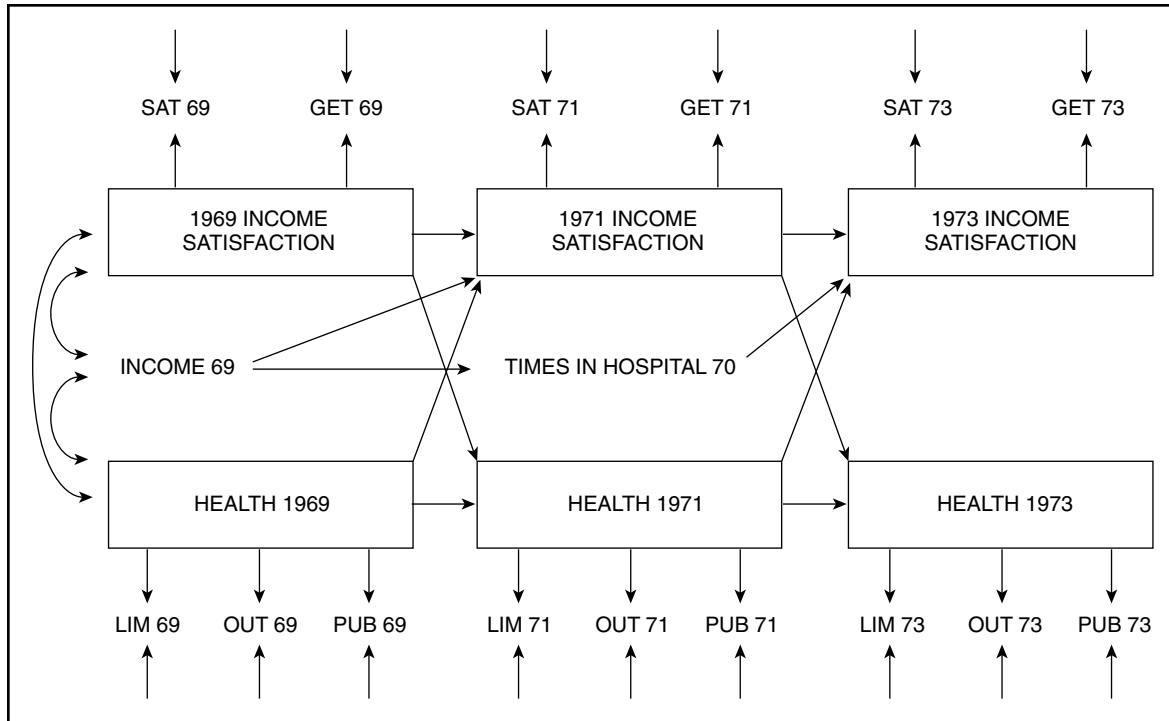 SAT 69 GET 69 SAT 71 GET 71 SAT 73 GET 73
1969 INCOME
SATISFACTION
1971 INCOME
SATISFACTION
1973 INCOME
SATISFACTION
INCOME 69 TIMES IN HOSPITAL 70
HEALTH 1969 HEALTH 1971 HEALTH 1973
LIM 69 OUT 69 PUB 69 LIM 71 OUT 71 PUB 71 LIM 73 OUT 73 PUB 73